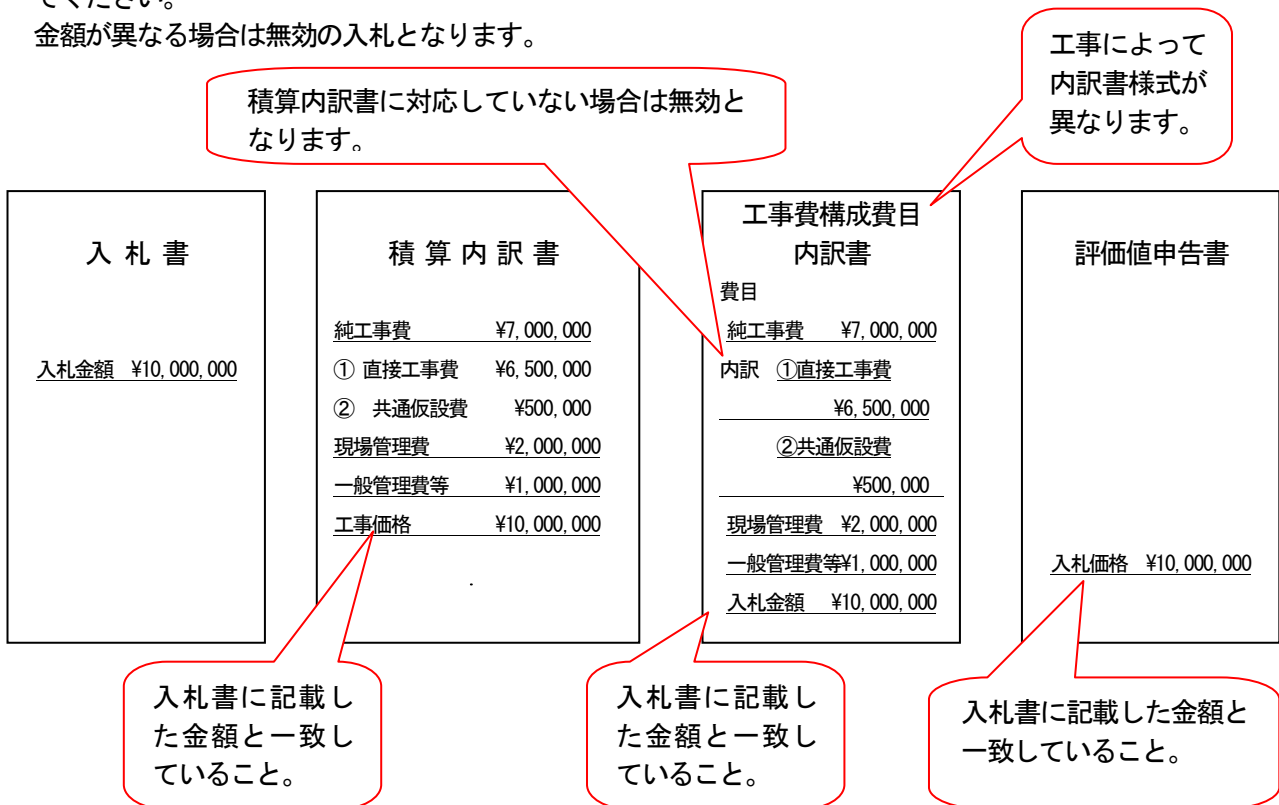 てください。
金額が異なる場合は無効の入札となります。
工事によって
内訳書様式が
異なります。
積算内訳書に対応していない場合は無効と
なります。
入札書
入札金額 ¥10,000,000
積算内訳書
純工事費 ¥7,000,000
① 直接工事費 ¥6,500,000
② 共通仮設費 ¥500,000
現場管理費 ¥2,000,000
一般管理費等 ¥1,000,000
工事価格 ¥10,000,000
.
工事費構成費目
内訳書
費目
純工事費 ¥7,000,000
内訳 ①直接工事費
¥6,500,000
②共通仮設費
¥500,000
現場管理費 ¥2,000,000
一般管理費等¥1,000,000
入札金額 ¥10,000,000
評価値申告書
入札価格 ¥10,000,000
入札書に記載し
た金額と一致し
ていること。
入札書に記載し
た金額と一致し
ていること。
入札書に記載した金額と
一致していること。